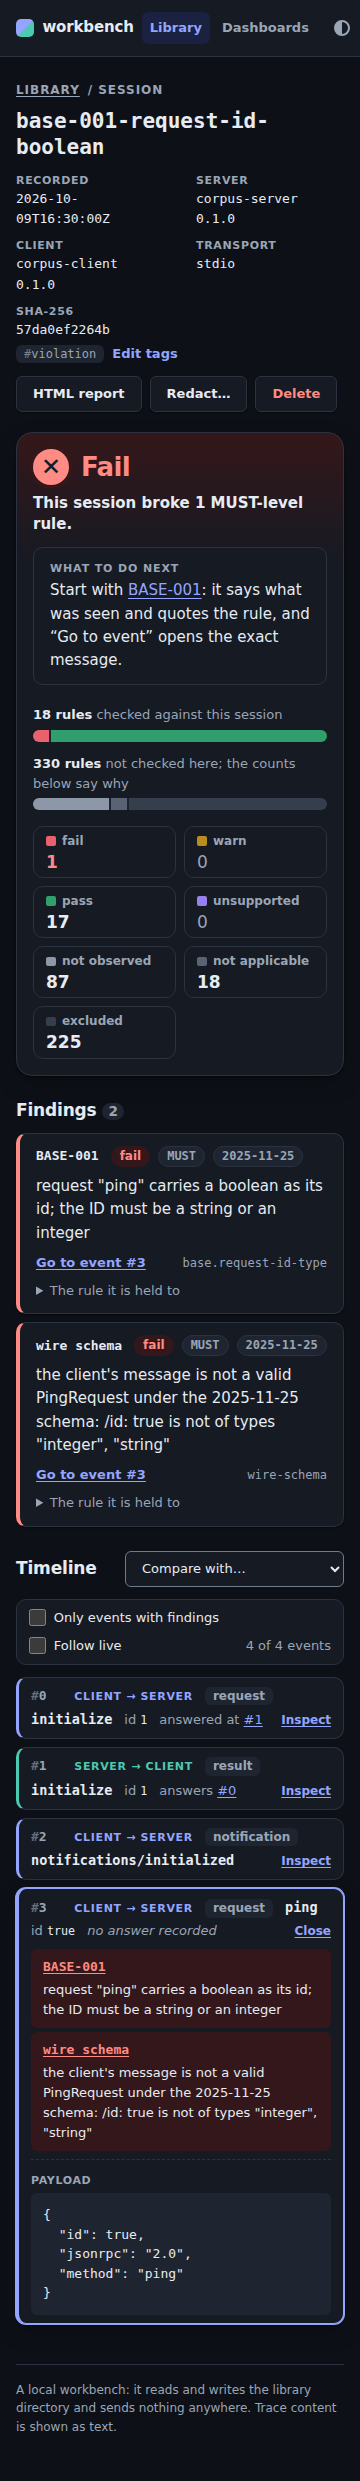 workbench Library Dashboards
LIBRARY / SESSION
base-001-request-id-
boolean
RECORDED SERVER
2026-10- corpus-server
09T16:30:00Z 0.1.0
CLIENT TRANSPORT
corpus-client stdio
0.1.0
SHA-256
57da0ef2264b
#violation Edit tags
HTML report Redact… Delete
Fail
This session broke 1 MUST-level
rule.
WHAT TO DO NEXT
Start with BASE-001: it says what
was seen and quotes the rule, and
“Go to event” opens the exact
message.
18 rules checked against this session
330 rules not checked here; the counts
below say why
fail warn
1 0
pass unsupported
17 0
not observed not applicable
87 18
excluded
225
Findings 2
BASE-001 fail MUST 2025-11-25
request "ping" carries a boolean as its
id; the ID must be a string or an
integer
Go to event #3 base.request-id-type
The rule it is held to
wire schema fail MUST 2025-11-25
the client's message is not a valid
PingRequest under the 2025-11-25
schema: /id: true is not of types
"integer", "string"
Go to event #3 wire-schema
The rule it is held to
Timeline Compare with…
Only events with findings
Follow live 4 of 4 events
#0 CLIENT → SERVER request
initialize id 1 answered at #1 Inspect
#1 SERVER → CLIENT result
initialize id 1 answers #0 Inspect
#2 CLIENT → SERVER notification
notifications/initialized Inspect
#3 CLIENT → SERVER request ping
id true no answer recorded Close
BASE-001
request "ping" carries a boolean as its id;
the ID must be a string or an integer
wire schema
the client's message is not a valid
PingRequest under the 2025-11-25
schema: /id: true is not of types "integer",
"string"
PAYLOAD
{
"id": true,
"jsonrpc": "2.0",
"method": "ping"
}
A local workbench: it reads and writes the library
directory and sends nothing anywhere. Trace content
is shown as text.